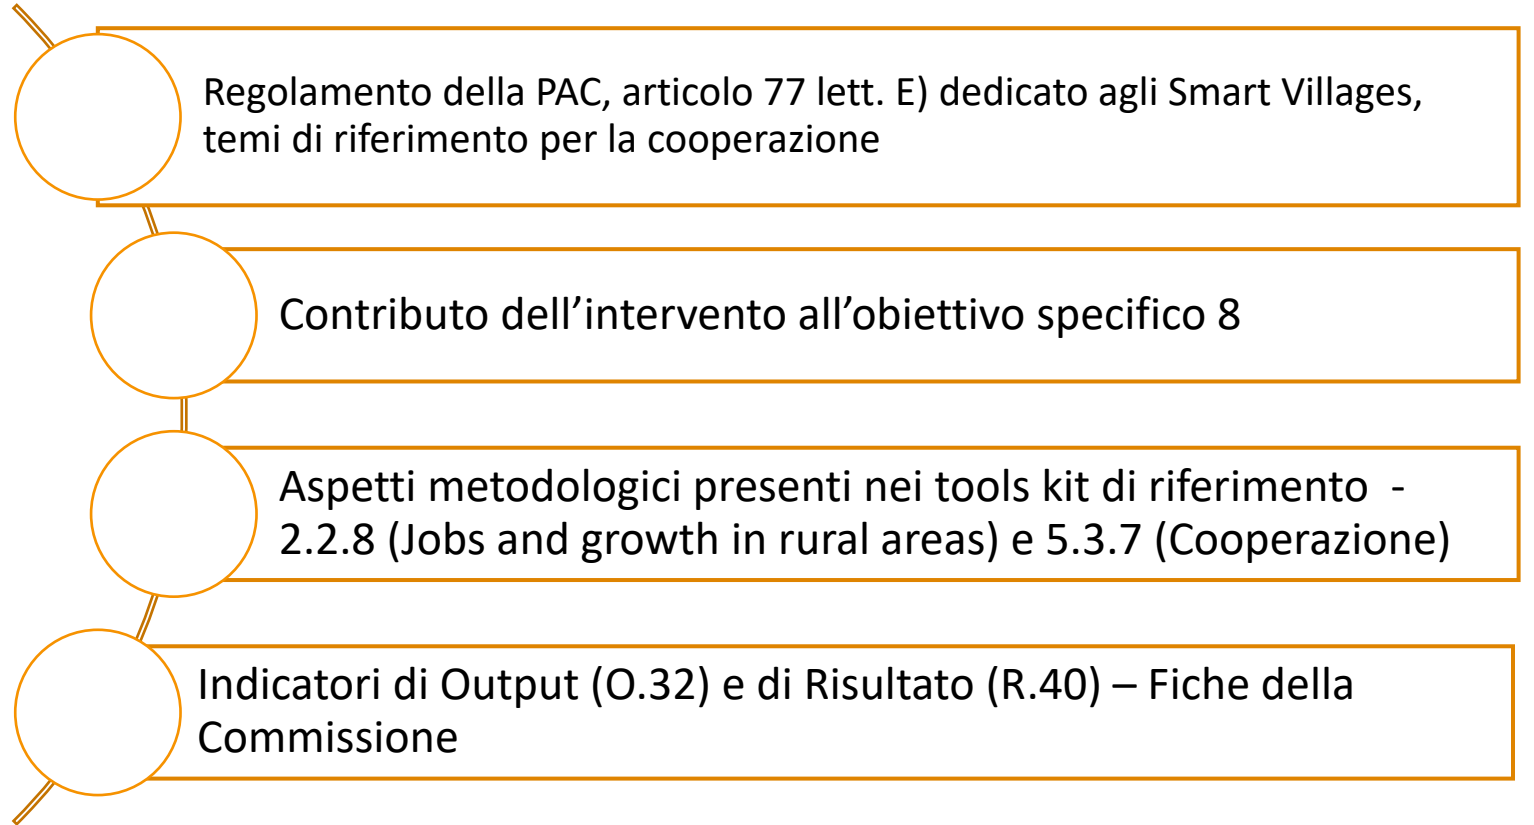 Regolamento della PAC, articolo 77 lett. E) dedicato agli Smart Villages,
temi di riferimento per la cooperazione
Contributo dell’intervento all’obiettivo specifico 8
Aspetti metodologici presenti nei tools kit di riferimento  -
2.2.8 (Jobs and growth in rural areas) e 5.3.7 (Cooperazione)
Indicatori di Output (O.32) e di Risultato (R.40) – Fiche della
Commissione